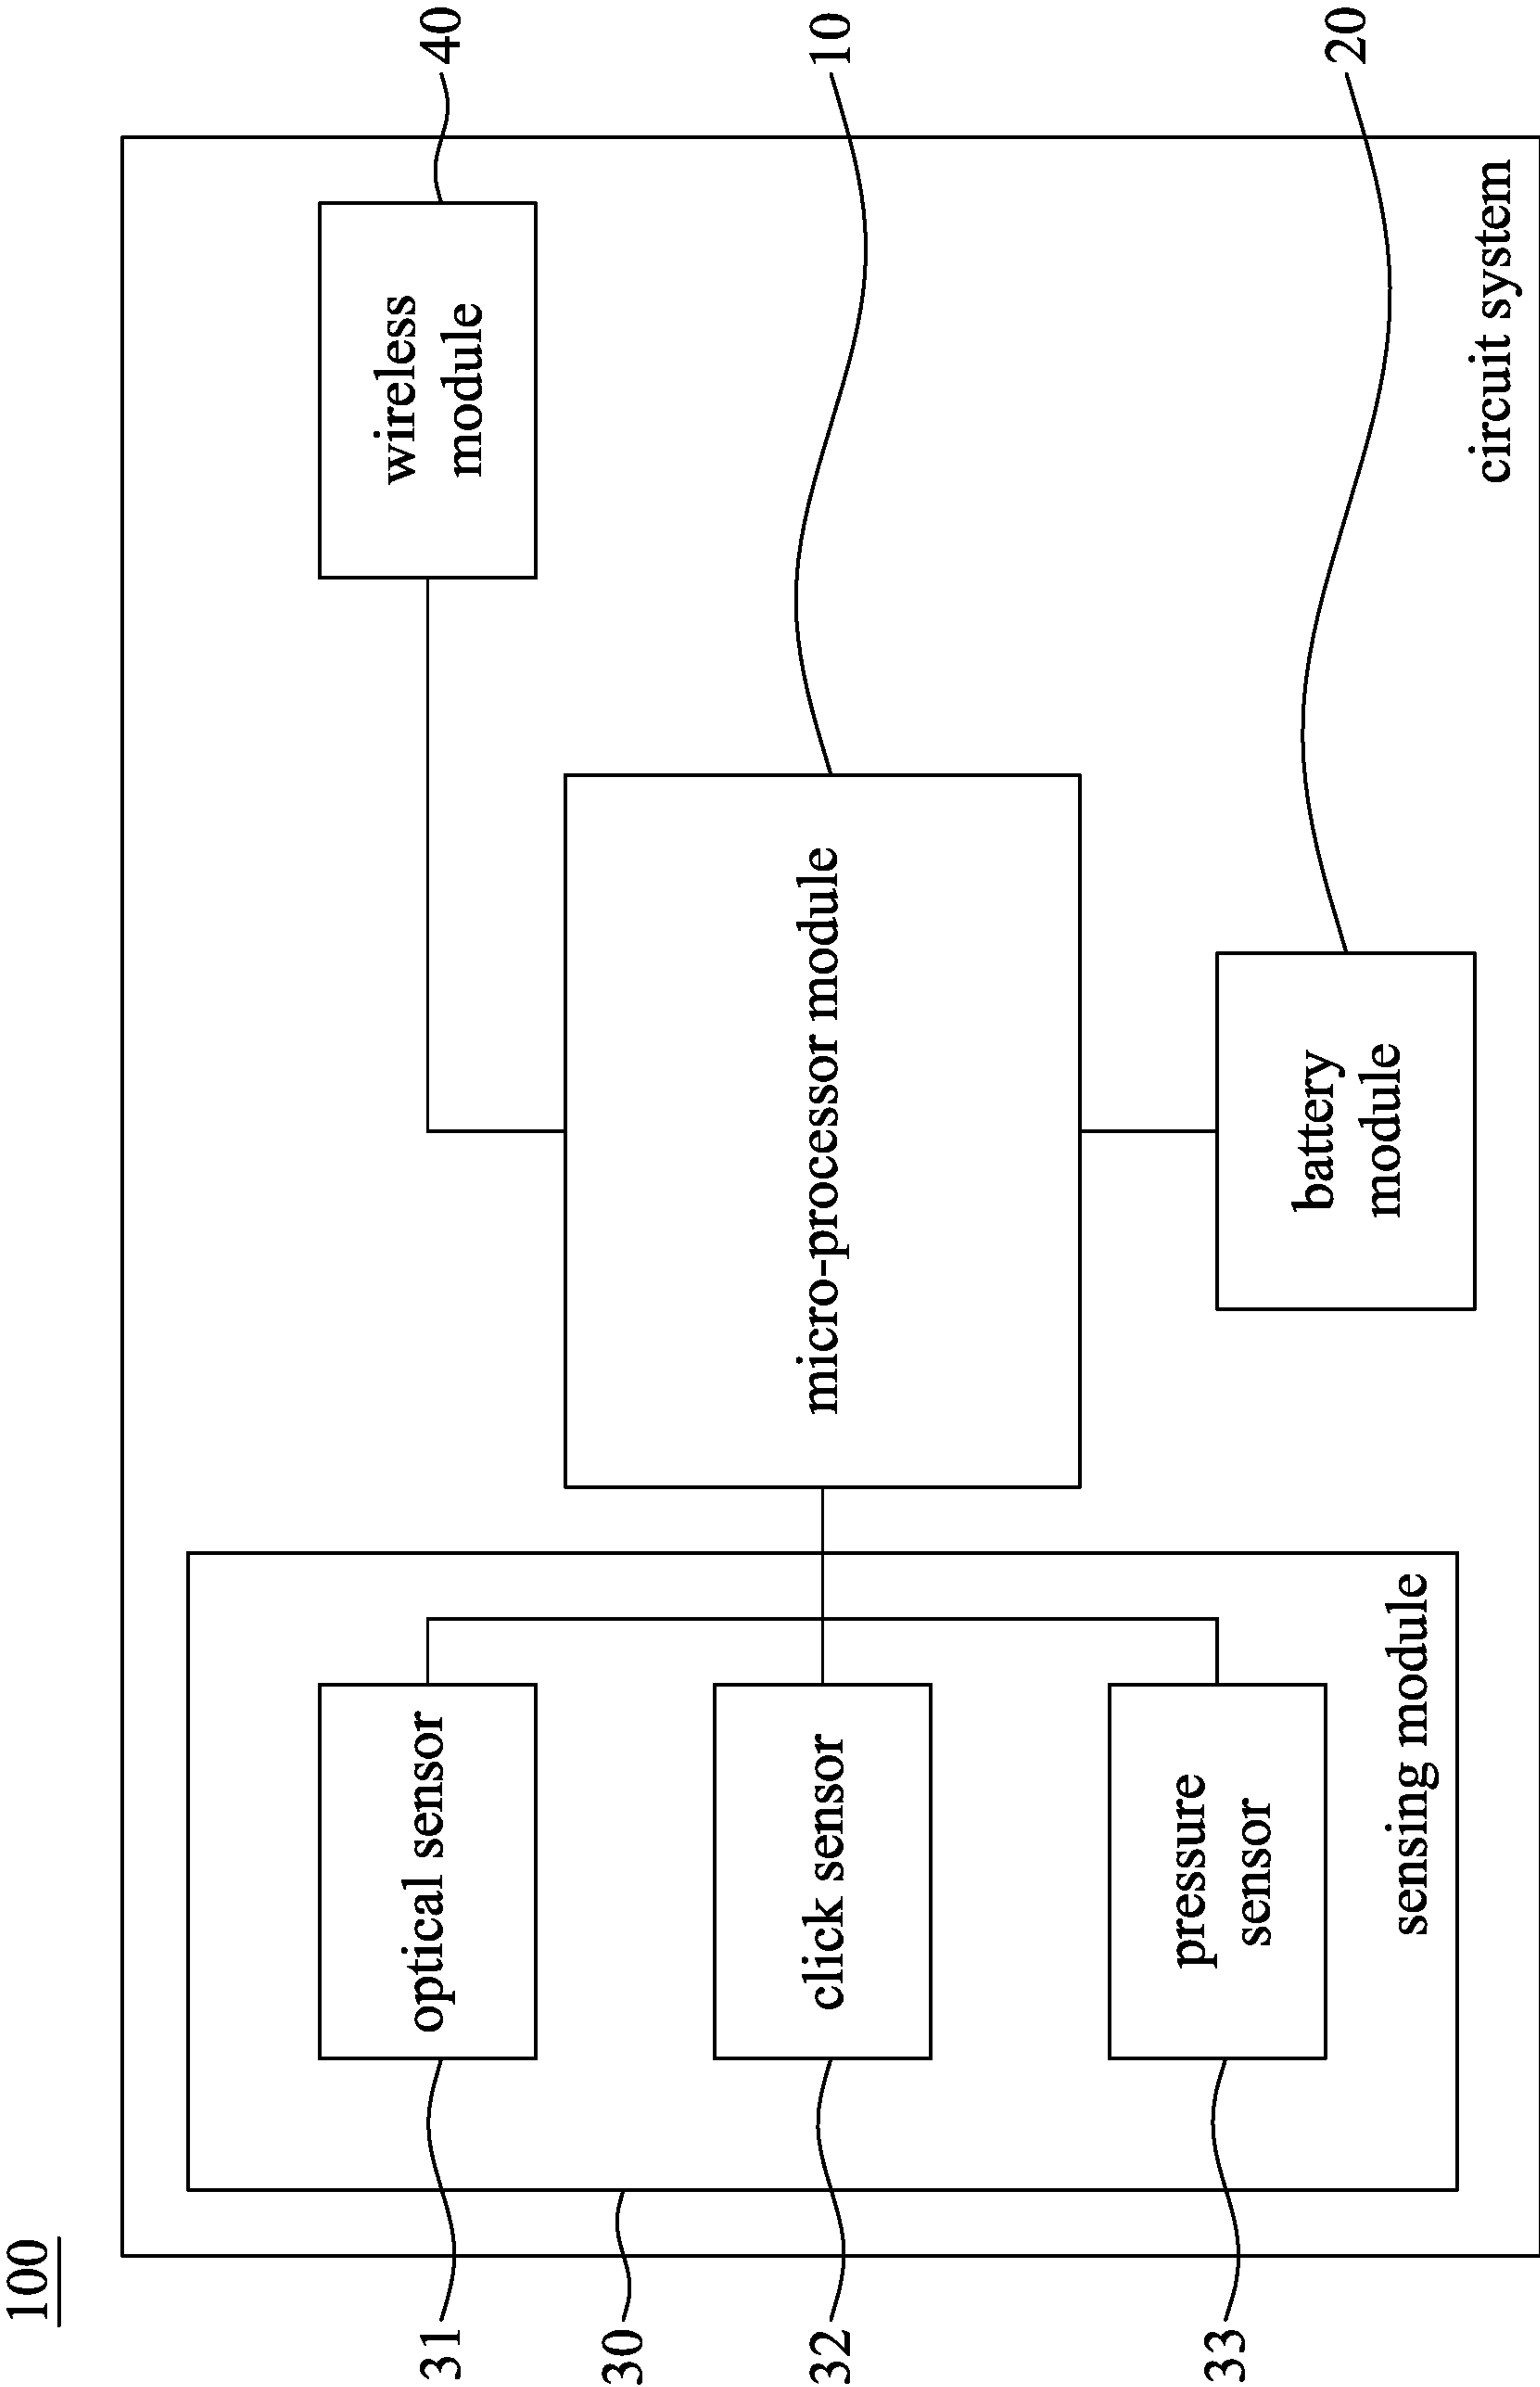 100
31
optical sensor
wireless
module
40
30
32
click sensor
micro-processor module
10
33
pressure
sensor
battery
module
20
sensing module
circuit system